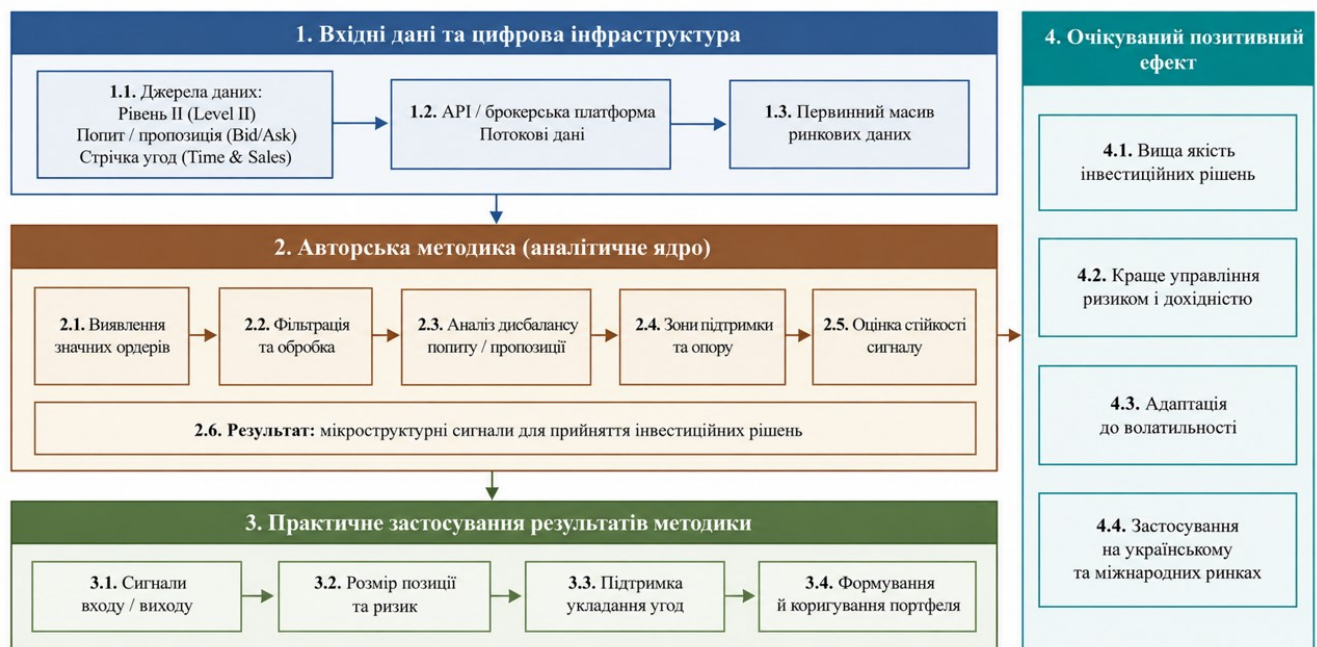 1. Вхідні дані та цифрова інфраструктура
1.1. Джерела даних:
Рівень II (Level II)
Попит / пропозиція (Bid/Ask)
Стрічка угод (Time & Sales)
1.2. API / брокерська платформа
Потокові дані
1.3. Первинний масив
ринкових даних
2. Авторська методика (аналітичне ядро)
2.1. Виявлення
значних ордерів
2.2. Фільтрація
та обробка
2.3. Аналіз дисбалансу
попиту / пропозиції
2.4. Зони підтримки
та опору
2.5. Оцінка стійкості
сигналу
2.6. Результат: мікроструктурні сигнали для прийняття інвестиційних рішень
3. Практичне застосування результатів методики
3.1. Сигнали
входу / виходу
3.2. Розмір позиції
та ризик
3.3. Підтримка
укладання угод
3.4. Формування
й коригування портфеля
4. Очікуваний позитивний
ефект
4.1. Вища якість
інвестиційних рішень
4.2. Краще управління
ризиком і дохідністю
4.3. Адаптація
до волатильності
4.4. Застосування
на українському
та міжнародних ринках